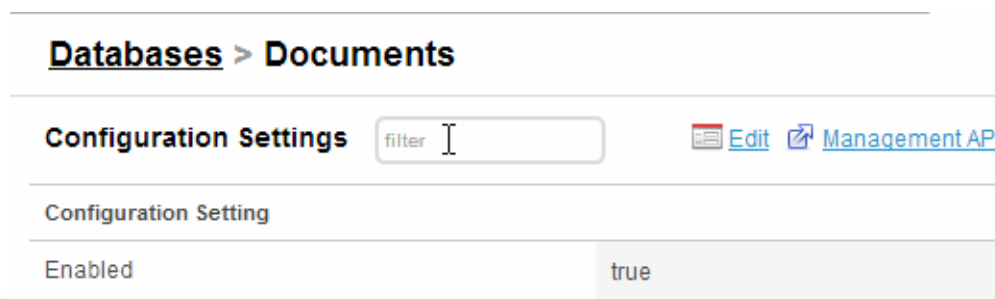 Databases > Documents
Configuration Settings filter Edit Management AP
Configuration Setting
Enabled true